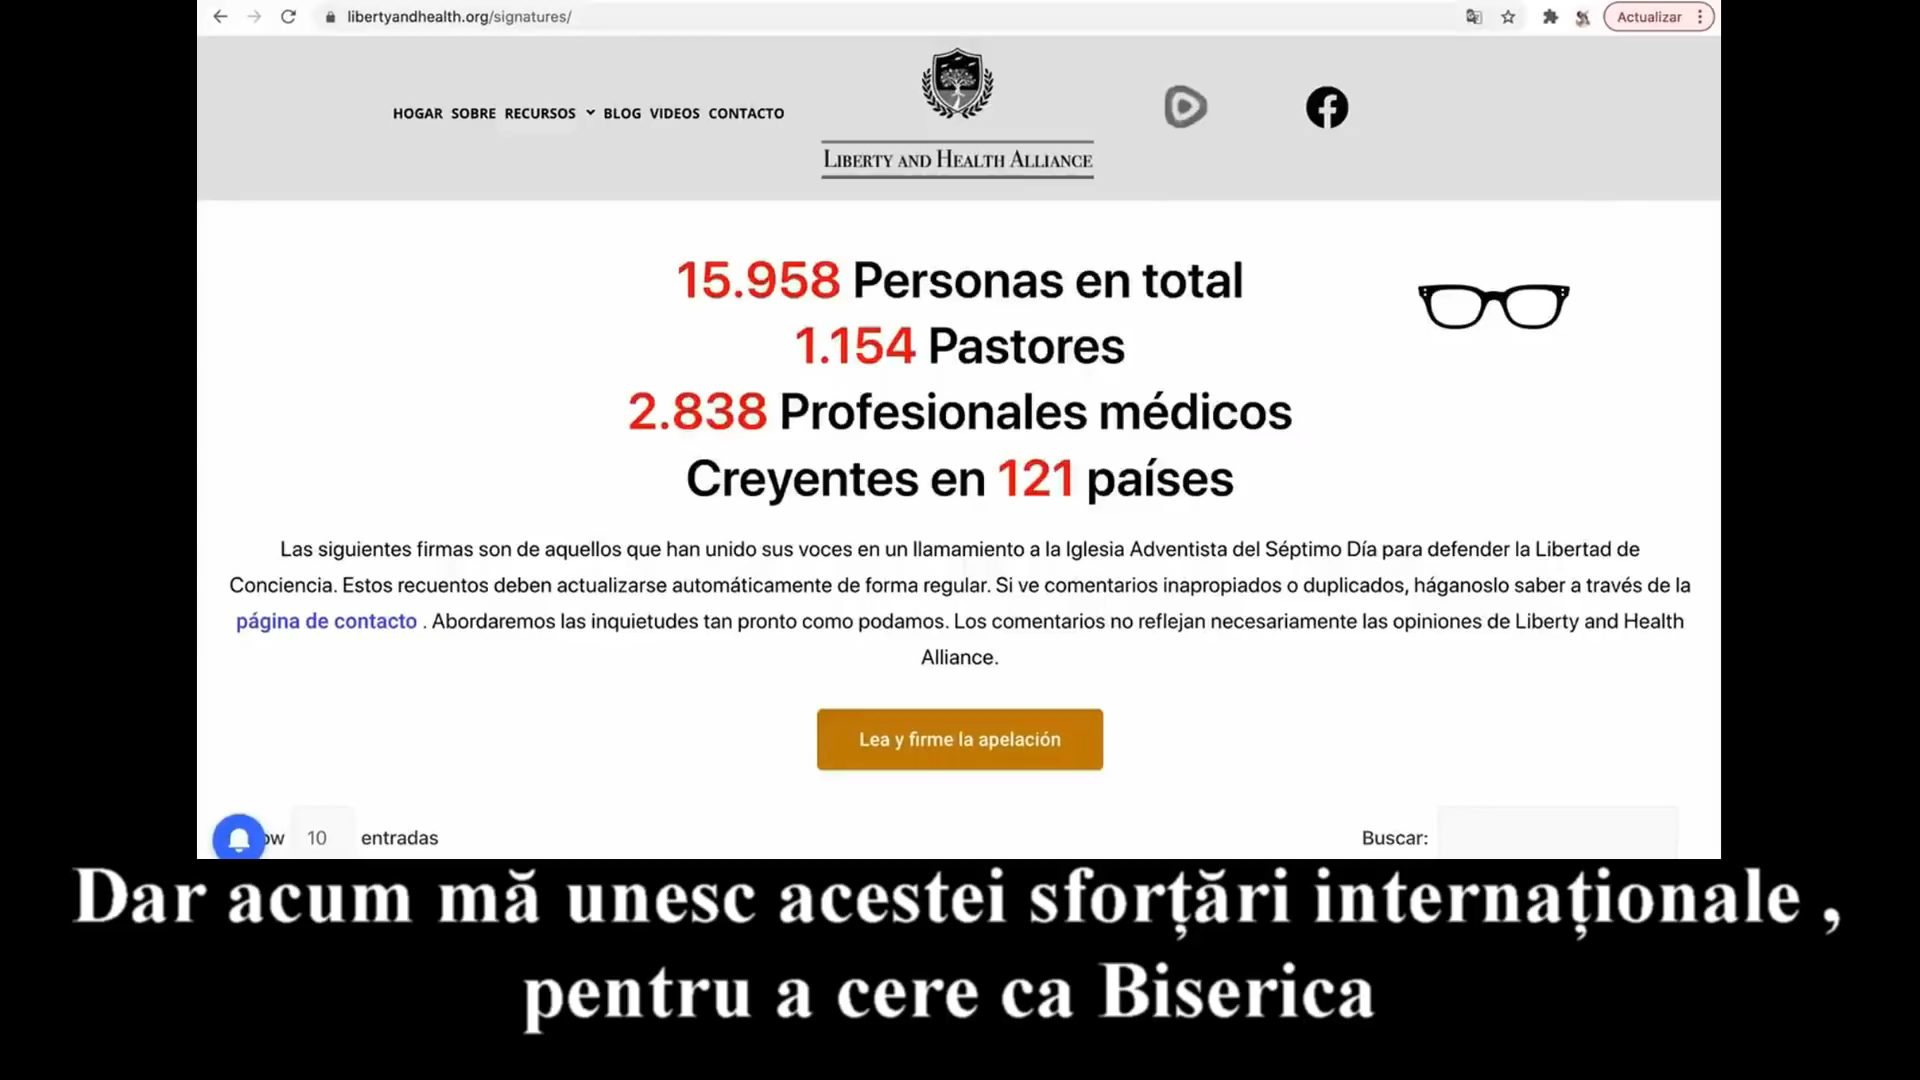 libertyandhealth.org/signatures/
Actualizar
HOGAR SOBRE RECURSOS BLOG VIDEOS CONTACTO
LIBERTY AND HEALTH ALLIANCE
15.958 Personas en total
1.154 Pastores
2.838 Profesionales médicos
Creyentes en 121 países
Las siguientes firmas son de aquellos que han unido sus voces en un llamamiento a la Iglesia Adventista del Séptimo Día para defender la Libertad de
Conciencia. Estos recuentos deben actualizarse automáticamente de forma regular. Si ve comentarios inapropiados o duplicados, háganoslo saber a través de la
página de contacto . Abordaremos las inquietudes tan pronto como podamos. Los comentarios no reflejan necesariamente las opiniones de Liberty and Health
Alliance.
Lea y firme la apelación
ow 10 entradas
Buscar:
Dar acum mă unesc acestei sforțări internaționale ,
pentru a cere ca Biserica